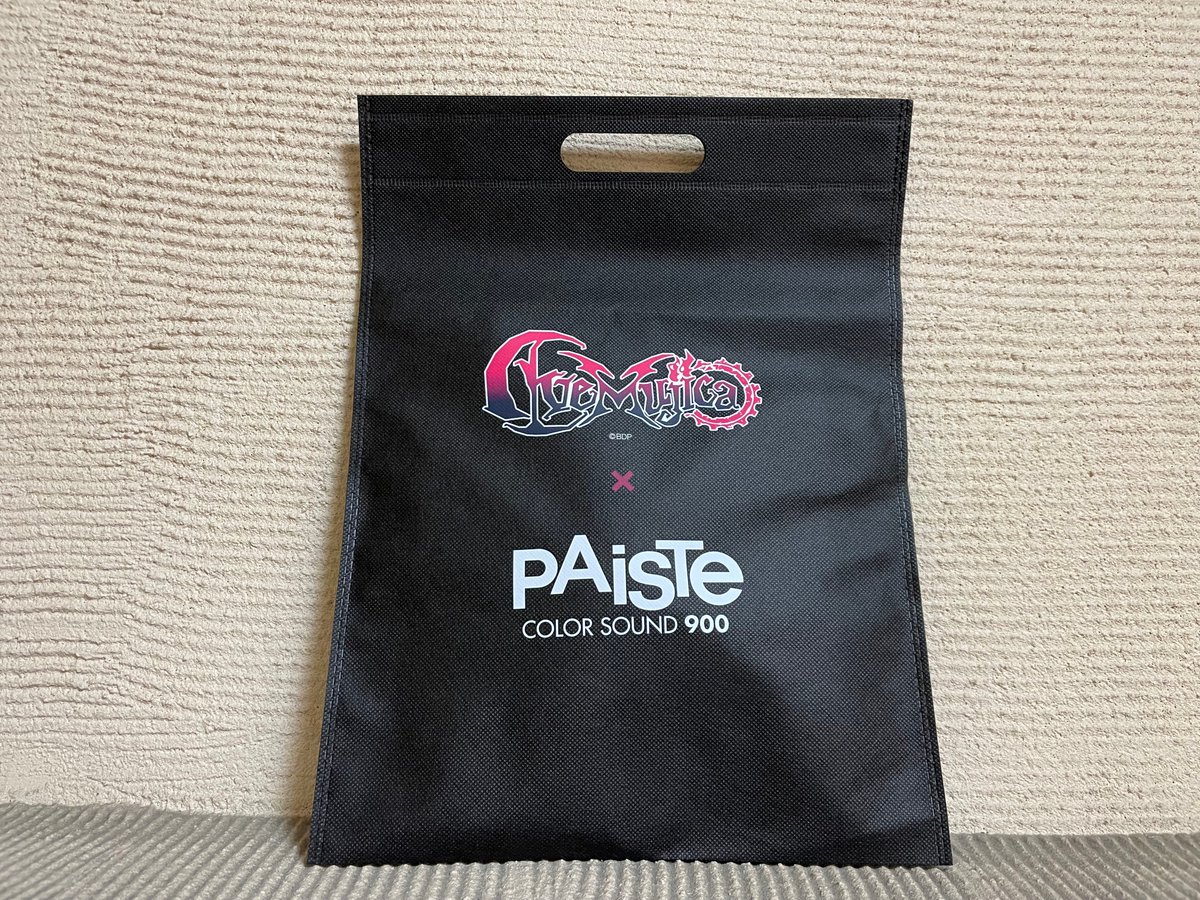 Ave Mujica
©BDP
×
PAiSTe
COLOR SOUND 900